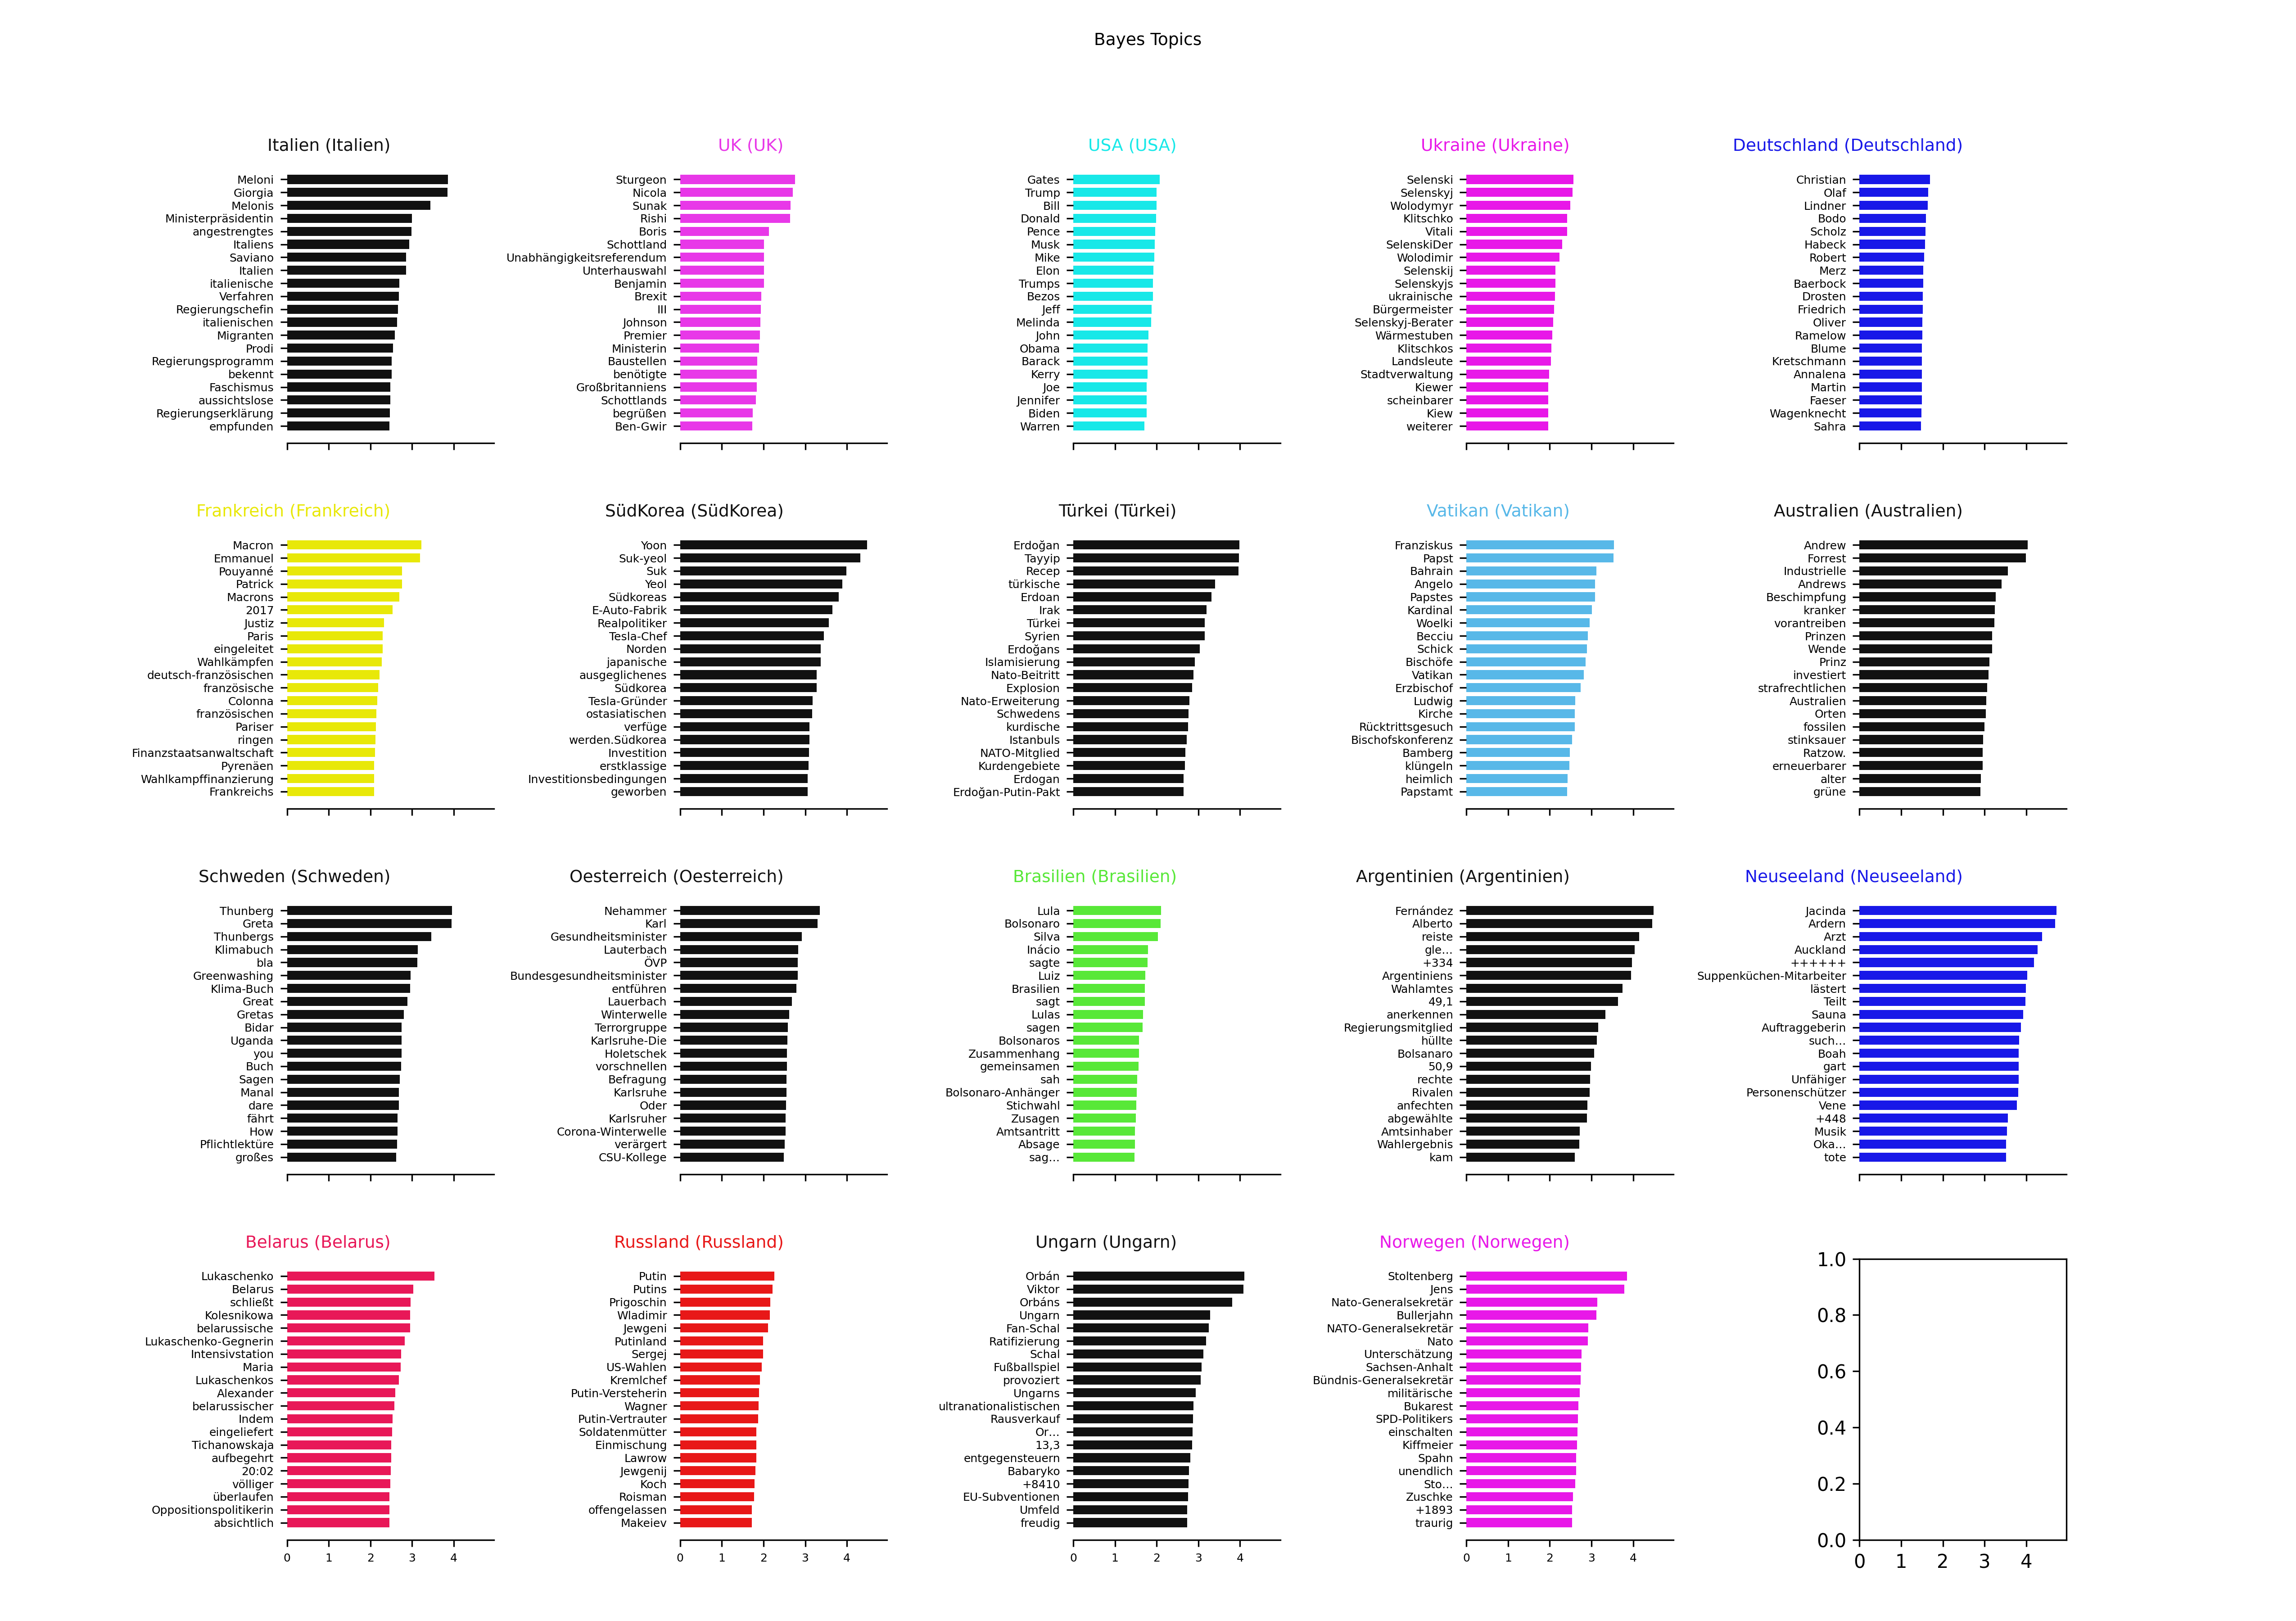 Bayes Topics
Italien (Italien)
Meloni
Giorgia
Melonis
Ministerpräsidentin
angestrengtes
Italiens
Saviano
Italien
italienische
Verfahren
Regierungschefin
italienischen
Migranten
Prodi
Regierungsprogramm
bekennt
Faschismus
aussichtslose
Regierungserklärung
empfunden
UK (UK)
Sturgeon
Nicola
Sunak
Rishi
Boris
Schottland
Unabhängigkeitsreferendum
Unterhauswahl
Benjamin
Brexit
III
Johnson
Premier
Ministerin
Baustellen
benötigte
Großbritanniens
Schottlands
begrüßen
Ben-Gwir
USA (USA)
Gates
Trump
Bill
Donald
Pence
Musk
Mike
Elon
Trumps
Bezos
Jeff
Melinda
John
Obama
Barack
Kerry
Joe
Jennifer
Biden
Warren
Ukraine (Ukraine)
Selenski
Selenskyj
Wolodymyr
Klitschko
Vitali
SelenskiDer
Wolodimir
Selenskij
Selenskyjs
ukrainische
Bürgermeister
Selenskyj-Berater
Wärmestuben
Klitschkos
Landsleute
Stadtverwaltung
Kiewer
scheinbarer
Kiew
weiterer
Deutschland (Deutschland)
Christian
Olaf
Lindner
Bodo
Scholz
Habeck
Robert
Merz
Baerbock
Drosten
Friedrich
Oliver
Ramelow
Blume
Kretschmann
Annalena
Martin
Faeser
Wagenknecht
Sahra
Frankreich (Frankreich)
Macron
Emmanuel
Pouyanné
Patrick
Macrons
2017
Justiz
Paris
eingeleitet
Wahlkämpfen
deutsch-französischen
französische
Colonna
französischen
Pariser
ringen
Finanzstaatsanwaltschaft
Pyrenäen
Wahlkampffinanzierung
Frankreichs
SüdKorea (SüdKorea)
Yoon
Suk-yeol
Suk
Yeol
Südkoreas
E-Auto-Fabrik
Realpolitiker
Tesla-Chef
Norden
japanische
ausgeglichenes
Südkorea
Tesla-Gründer
ostasiatischen
verfüge
werden.Südkorea
Investition
erstklassige
Investitionsbedingungen
geworben
Türkei (Türkei)
Erdoğan
Tayyip
Recep
türkische
Erdoan
Irak
Türkei
Syrien
Erdoğans
Islamisierung
Nato-Beitritt
Explosion
Nato-Erweiterung
Schwedens
kurdische
Istanbuls
NATO-Mitglied
Kurdengebiete
Erdogan
Erdoğan-Putin-Pakt
Vatikan (Vatikan)
Franziskus
Papst
Bahrain
Angelo
Papstes
Kardinal
Woelki
Becciu
Schick
Bischöfe
Vatikan
Erzbischof
Ludwig
Kirche
Rücktrittsgesuch
Bischofskonferenz
Bamberg
klüngeln
heimlich
Papstamt
Australien (Australien)
Andrew
Forrest
Industrielle
Andrews
Beschimpfung
kranker
vorantreiben
Prinzen
Wende
Prinz
investiert
strafrechtlichen
Australien
Orten
fossilen
stinksauer
Ratzow.
erneuerbarer
alter
grüne
Schweden (Schweden)
Thunberg
Greta
Thunbergs
Klimabuch
bla
Greenwashing
Klima-Buch
Great
Gretas
Bidar
Uganda
you
Buch
Sagen
Manal
dare
fährt
How
Pflichtlektüre
großes
Oesterreich (Oesterreich)
Nehammer
Karl
Gesundheitsminister
Lauterbach
ÖVP
Bundesgesundheitsminister
entführen
Lauerbach
Winterwelle
Terrorgruppe
Karlsruhe-Die
Holetschek
vorschnellen
Befragung
Karlsruhe
Oder
Karlsruher
Corona-Winterwelle
verärgert
CSU-Kollege
Brasilien (Brasilien)
Lula
Bolsonaro
Silva
Inácio
sagte
Luiz
Brasilien
sagt
Lulas
sagen
Bolsonaros
Zusammenhang
gemeinsamen
sah
Bolsonaro-Anhänger
Stichwahl
Zusagen
Amtsantritt
Absage
sag…
Argentinien (Argentinien)
Fernández
Alberto
reiste
gle…
+334
Argentiniens
Wahlamtes
49,1
anerkennen
Regierungsmitglied
hüllte
Bolsanaro
50,9
rechte
Rivalen
anfechten
abgewählte
Amtsinhaber
Wahlergebnis
kam
Neuseeland (Neuseeland)
Jacinda
Ardern
Arzt
Auckland
++++++
Suppenküchen-Mitarbeiter
lästert
Teilt
Sauna
Auftraggeberin
such…
Boah
gart
Unfähiger
Personenschützer
Vene
+448
Musik
Oka…
tote
Belarus (Belarus)
Lukaschenko
Belarus
schließt
Kolesnikowa
belarussische
Lukaschenko-Gegnerin
Intensivstation
Maria
Lukaschenkos
Alexander
belarussischer
Indem
eingeliefert
Tichanowskaja
aufbegehrt
20:02
völliger
überlaufen
Oppositionspolitikerin
absichtlich
0 1 2 3 4
Russland (Russland)
Putin
Putins
Prigoschin
Wladimir
Jewgeni
Putinland
Sergej
US-Wahlen
Kremlchef
Putin-Versteherin
Wagner
Putin-Vertrauter
Soldatenmütter
Einmischung
Lawrow
Jewgenij
Koch
Roisman
offengelassen
Makeiev
0 1 2 3 4
Ungarn (Ungarn)
Orbán
Viktor
Orbáns
Ungarn
Fan-Schal
Ratifizierung
Schal
Fußballspiel
provoziert
Ungarns
ultranationalistischen
Rausverkauf
Or…
13,3
entgegensteuern
Babaryko
+8410
EU-Subventionen
Umfeld
freudig
0 1 2 3 4
Norwegen (Norwegen)
Stoltenberg
Jens
Nato-Generalsekretär
Bullerjahn
NATO-Generalsekretär
Nato
Unterschätzung
Sachsen-Anhalt
Bündnis-Generalsekretär
militärische
Bukarest
SPD-Politikers
einschalten
Kiffmeier
Spahn
unendlich
Sto…
Zuschke
+1893
traurig
0 1 2 3 4
1.0
0.8
0.6
0.4
0.2
0.0
0 1 2 3 4